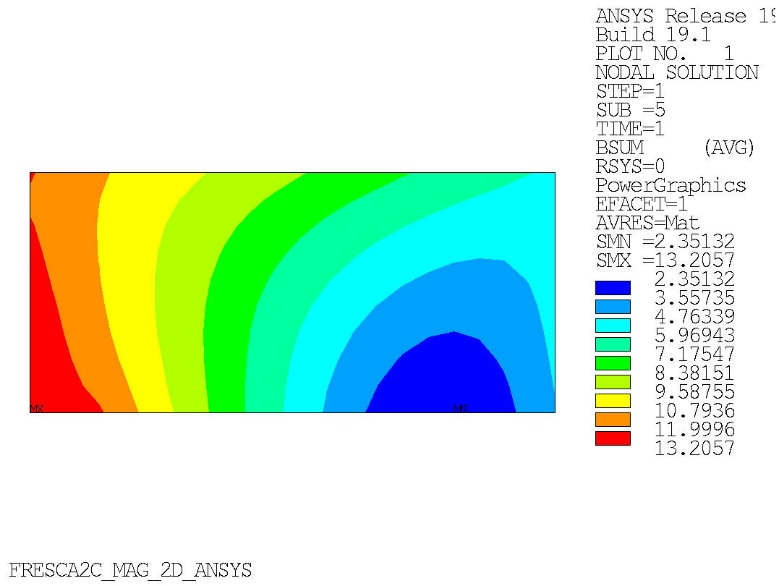 ANSYS Release 19
Build 19.1
PLOT NO.   1
NODAL SOLUTION
STEP=1
SUB =5
TIME=1
BSUM     (AVG)
RSYS=0
PowerGraphics
EFACET=1
AVRES=Mat
SMN =2.35132
SMX =13.2057
2.35132
3.55735
4.76339
5.96943
7.17547
8.38151
9.58755
10.7936
11.9996
13.2057
MX
MN
FRESCA2C_MAG_2D_ANSYS